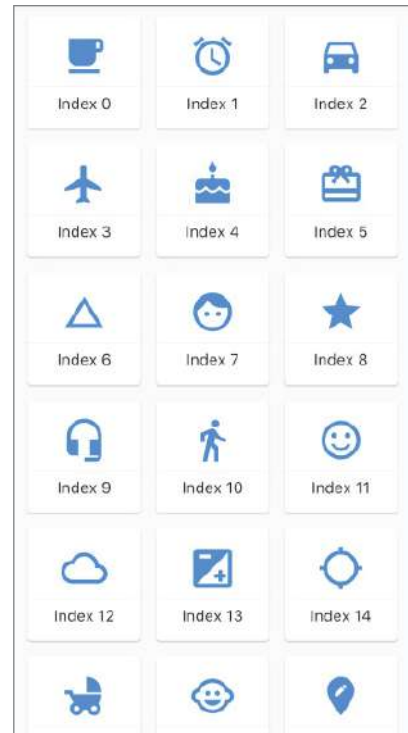 Index 0
Index 1
Index 2
Index 3
Index 4
Index 5
Index 6
Index 7
Index 8
Index 9
Index 10
Index 11
Index 12
Index 13
Index 14